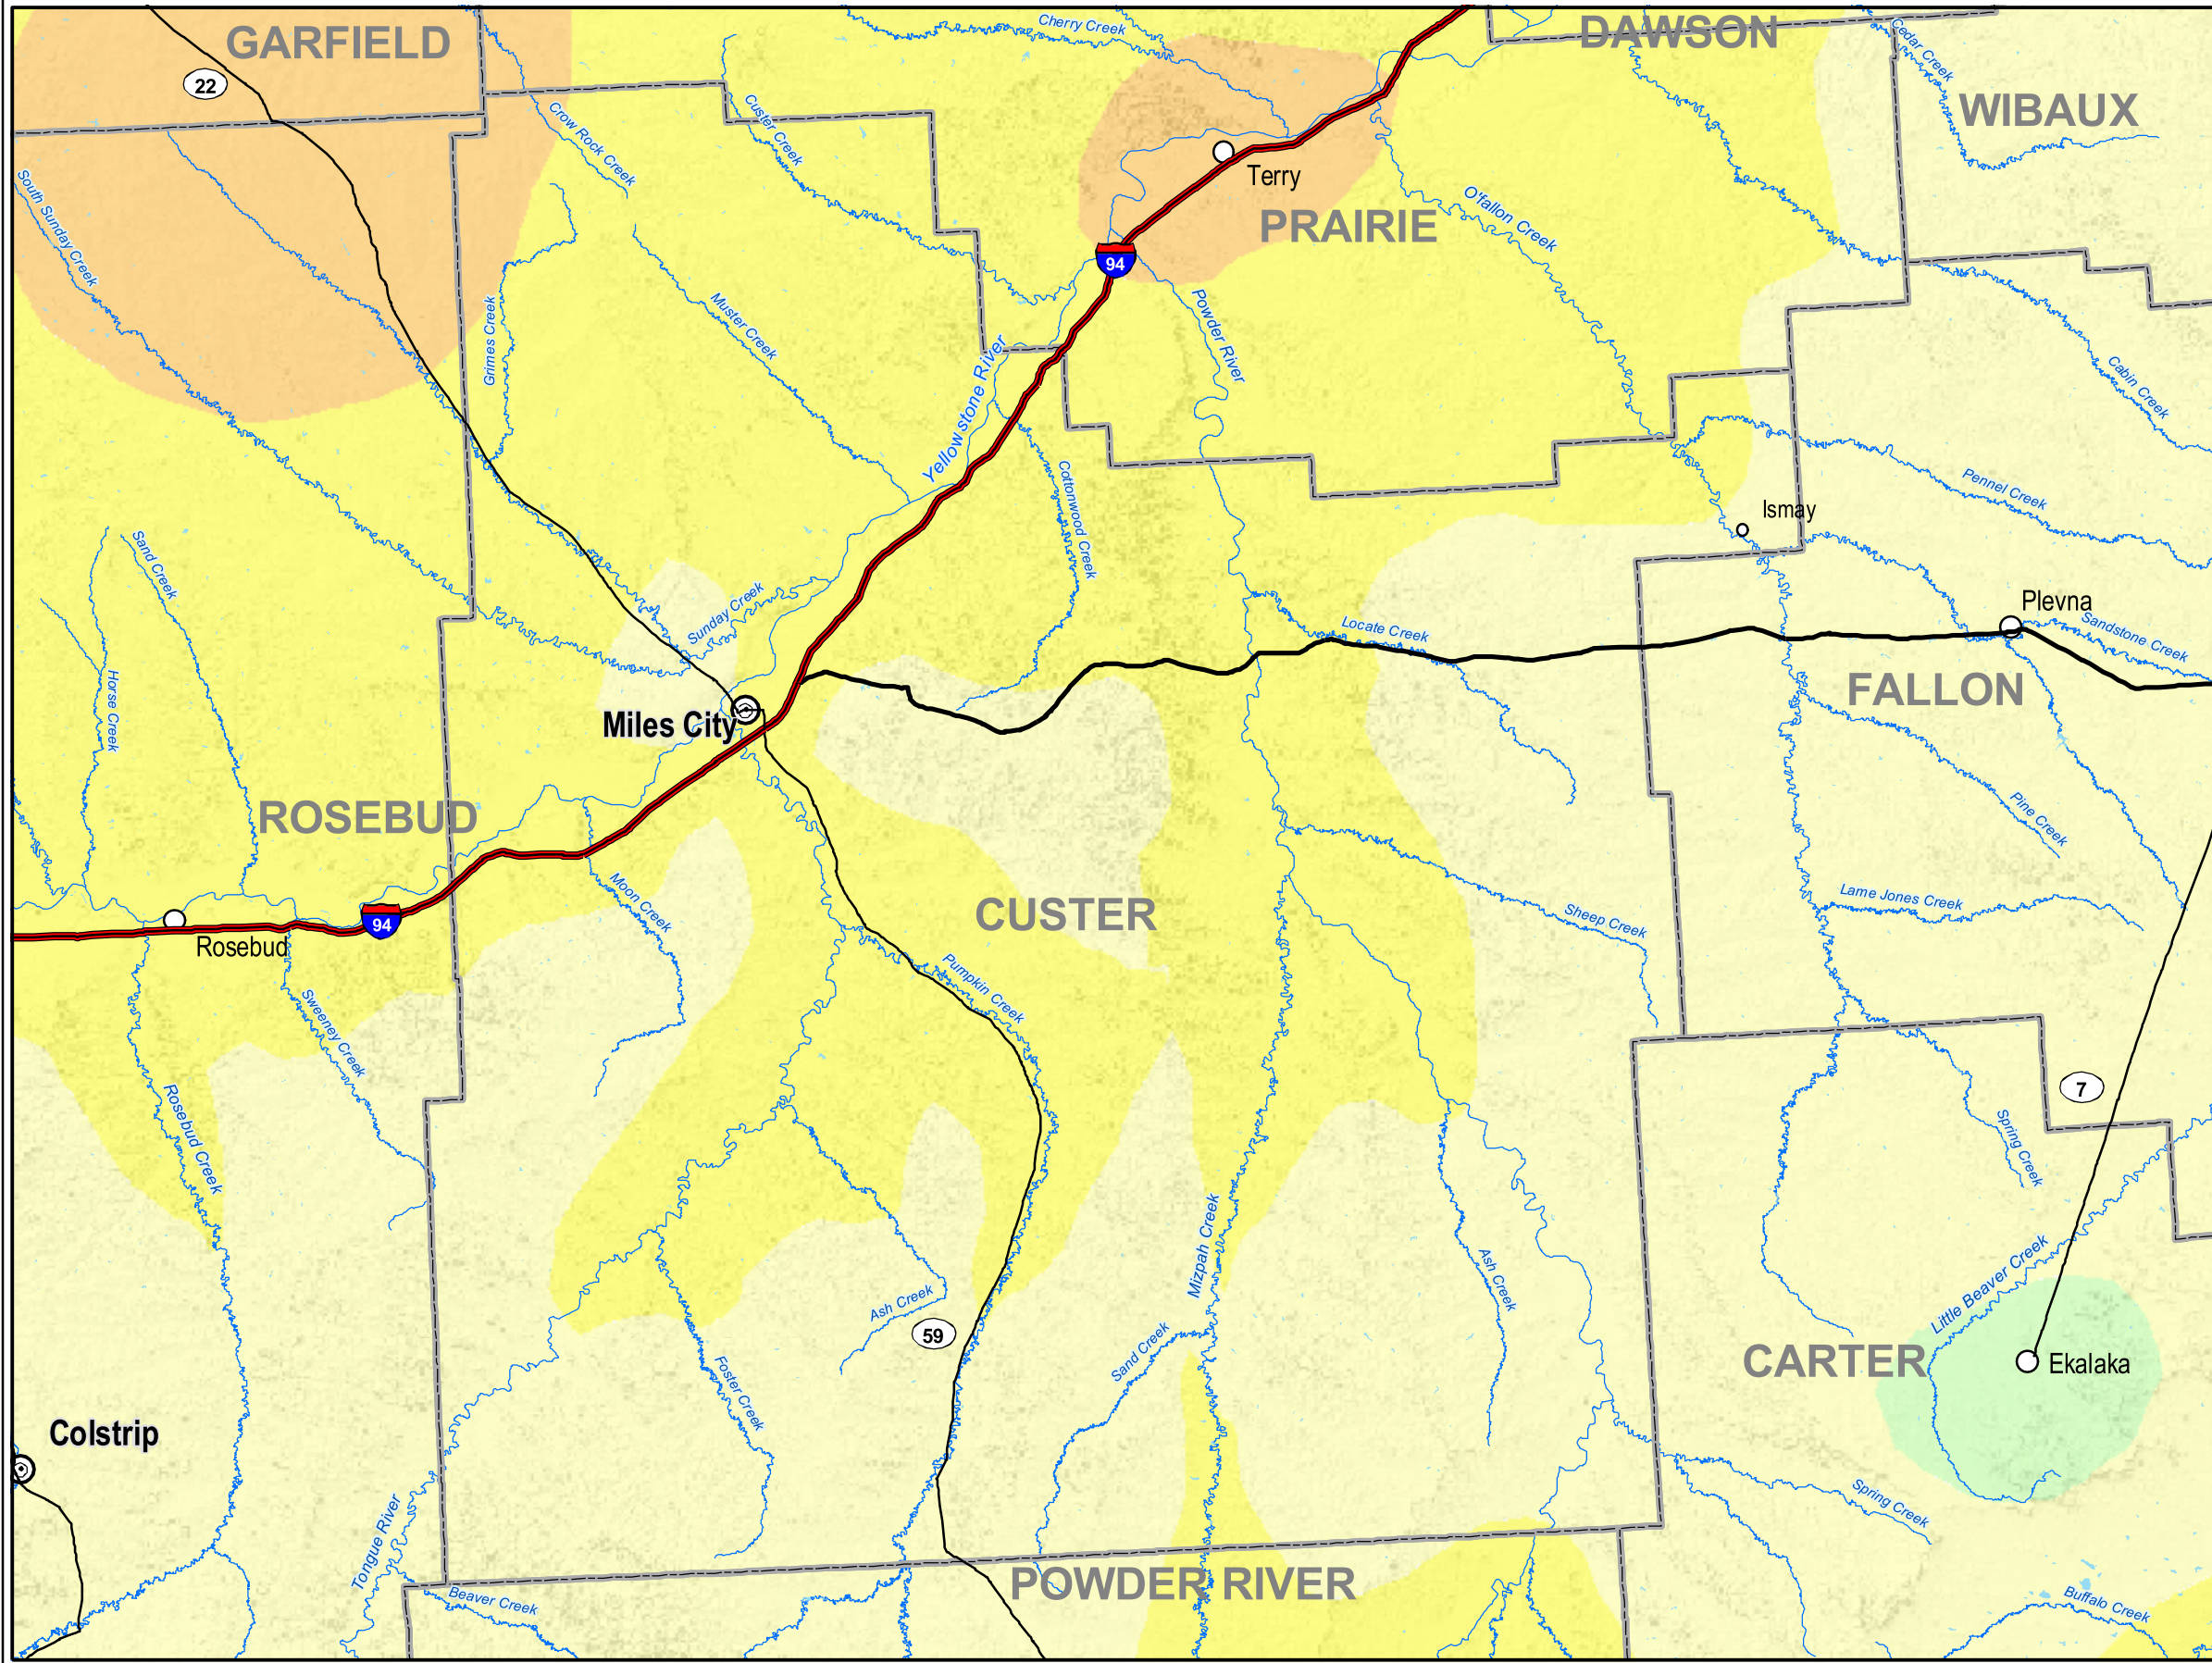 GARFIELD
22
Cherry Creek
DAWSON
Cedar Creek
WIBAUX
Crow Rock Creek
Custer Creek
Terry
PRAIRIE
O'fallon Creek
South Sunday Creek
94
Grimes Creek
Muster Creek
Powder River
Yellowstone River
Cabin Creek
Cottonwood Creek
Pennel Creek
Ismay
Sand Creek
Sunday Creek
Locate Creek
Plevna
Sandstone Creek
Horse Creek
Miles City
FALLON
ROSEBUD
Pine Creek
Moon Creek
CUSTER
Lame Jones Creek
Sheep Creek
94
Rosebud
Pumpkin Creek
Sweeney Creek
Rosebud Creek
7
Spring Creek
Mizpah Creek
Ash Creek
Little Beaver Creek
Ash Creek
59
Sand Creek
CARTER
Ekalaka
Foster Creek
Colstrip
Spring Creek
Tongue River
POWDER RIVER
Beaver Creek
Buffalo Creek